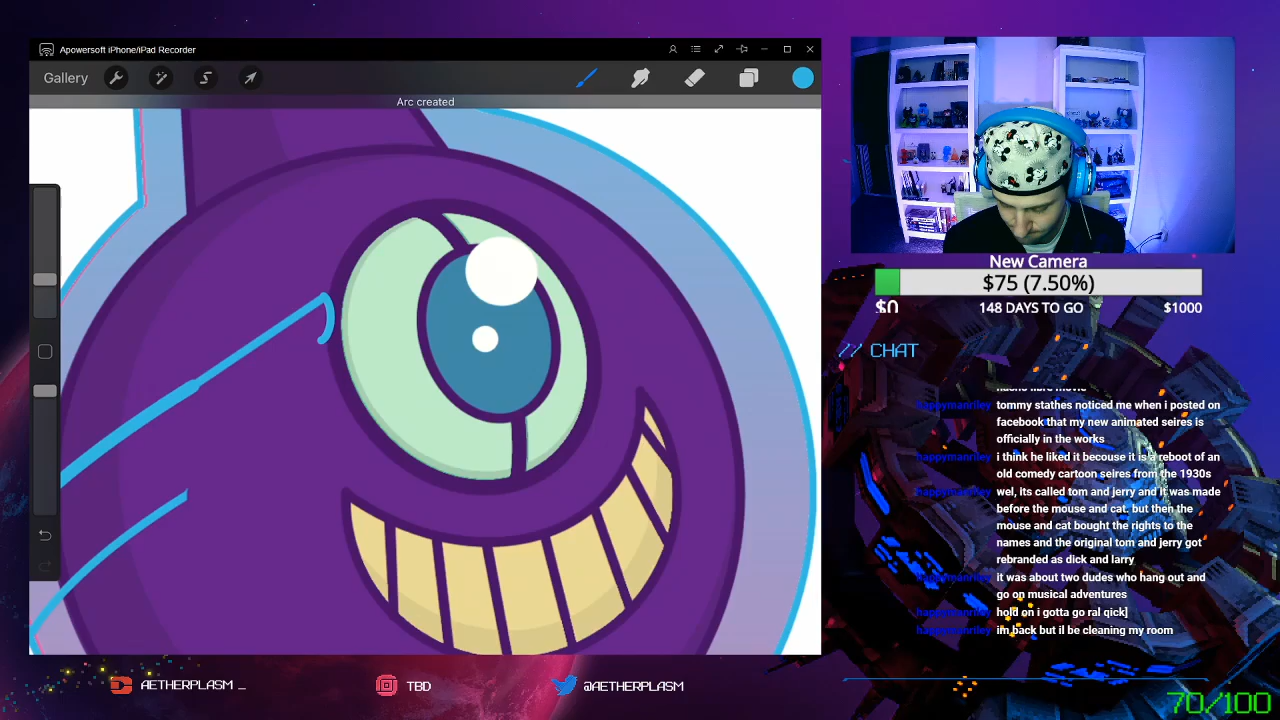 Apowersoft iPhone/iPad Recorder
Gallery
Arc created
New Camera
$75 (7.50%)
$0
148 DAYS TO GO
$1000
// CHAT
happymanriley tommy stathes noticed me when i posted on
facebook that my new animated seires is
officially in the works
happymanriley i think he liked it becouse it is a reboot of an
old comedy cartoon seires from the 1930s
happymanriley wel, its called tom and jerry and it was made
before the mouse and cat. but then the
mouse and cat bought the rights to the
names and the original tom and jerry got
rebranded as dick and larry
happymanriley it was about two dudes who hang out and
go on musical adventures
happymanriley hold on i gotta go ral qick]
happymanriley im back but il be cleaning my room
AETHERPLASM _
TBD
@AETHERPLASM
70/100